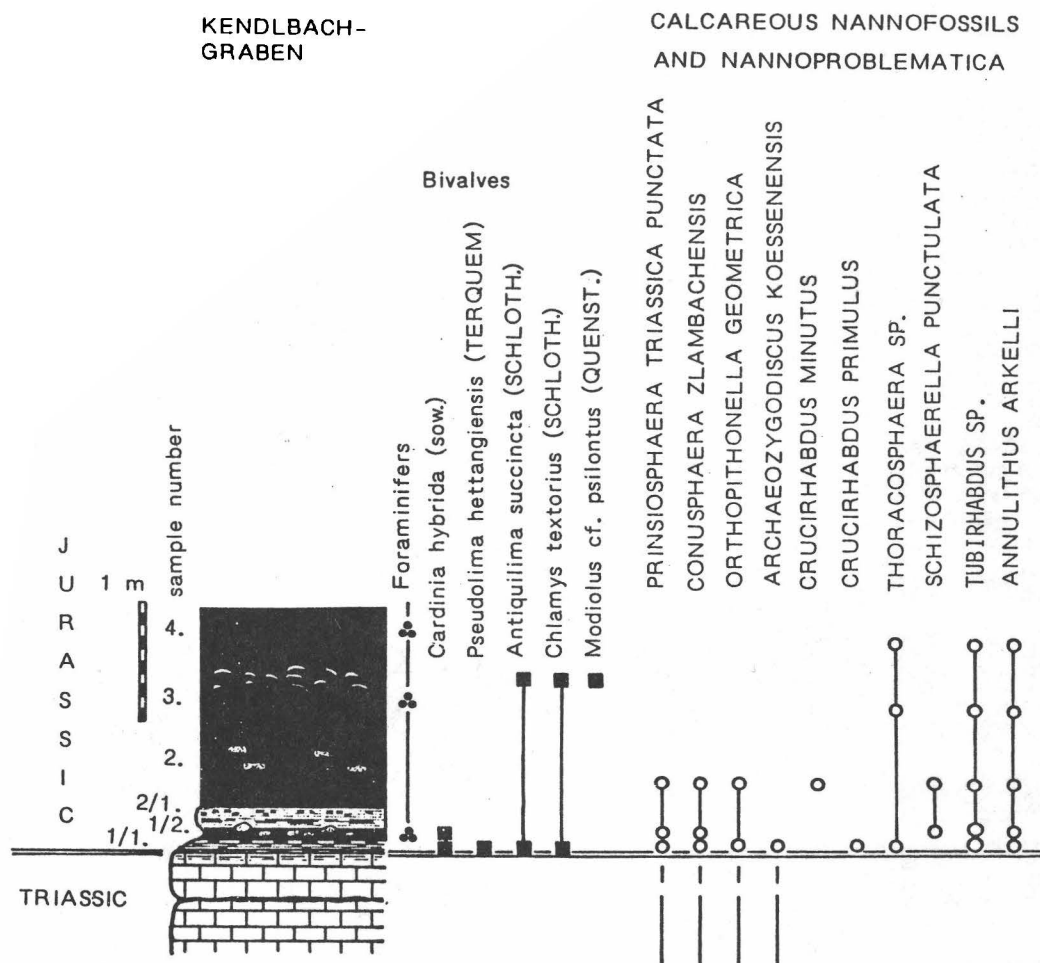 KENDLBACH-
GRABEN
CALCAREOUS NANNOFOSSILS
AND NANNOPROBLEMATICA
Bivalves
JURASSIC
1 m
sample number
4.
3.
2.
2/1.
1/2.
1/1.
TRIASSIC
Foraminifers
Cardinia hybrida (sow.)
Pseudolima hettangiensis (TERQUEM)
Antiquilima succincta (SCHLOTH.)
Chlamys textorius (SCHLOTH.)
Modiolus cf. psilontus (QUENST.)
PRINSIOSPHAERA TRIASSICA PUNCTATA
CONUSPHAERA ZLAMBACHENSIS
ORTHOPITHONELLA GEOMETRICA
ARCHAEOZYGODISCUS KOESSENENSIS
CRUCIRHABDUS MINUTUS
CRUCIRHABDUS PRIMULUS
THORACOSPHAERA SP.
SCHIZOSPHAERELLA PUNCTULATA
TUBIRHABDUS SP.
ANNULITHUS ARKELLI